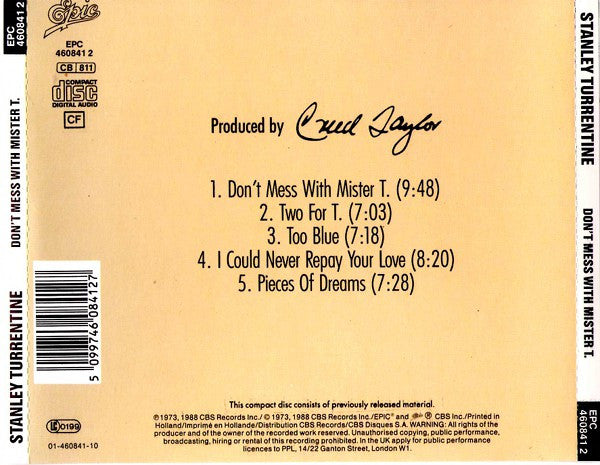 EPC
460841 2
DON'T MESS WITH MISTER T.
STANLEY TURRENTINE
Epic
EPC
460841 2
CB 811
COMPACT
disc
DIGITAL AUDIO
CF
Produced by Creed Taylor
1. Don't Mess With Mister T. (9:48)
2. Two For T. (7:03)
3. Too Blue (7:18)
4. I Could Never Repay Your Love (8:20)
5. Pieces Of Dreams (7:28)
5 099746 084127
LC 0199
01-460841-10
This compact disc consists of previously released material.
℗ 1973, 1988 CBS Records Inc./ © 1973, 1988 CBS Records Inc./EPIC® and Epic ® CBS Inc./Printed in
Holland/Imprimé en Hollande/Distribution CBS Records/CBS Disques S.A. WARNING: All rights of the
producer and of the owner of the recorded work reserved. Unauthorised copying, public performance,
broadcasting, hiring or rental of this recording prohibited. In the UK apply for public performance
licences to PPL, 14/22 Ganton Street, London W1.
STANLEY TURRENTINE
DON'T MESS WITH MISTER T.
EPC
460841 2